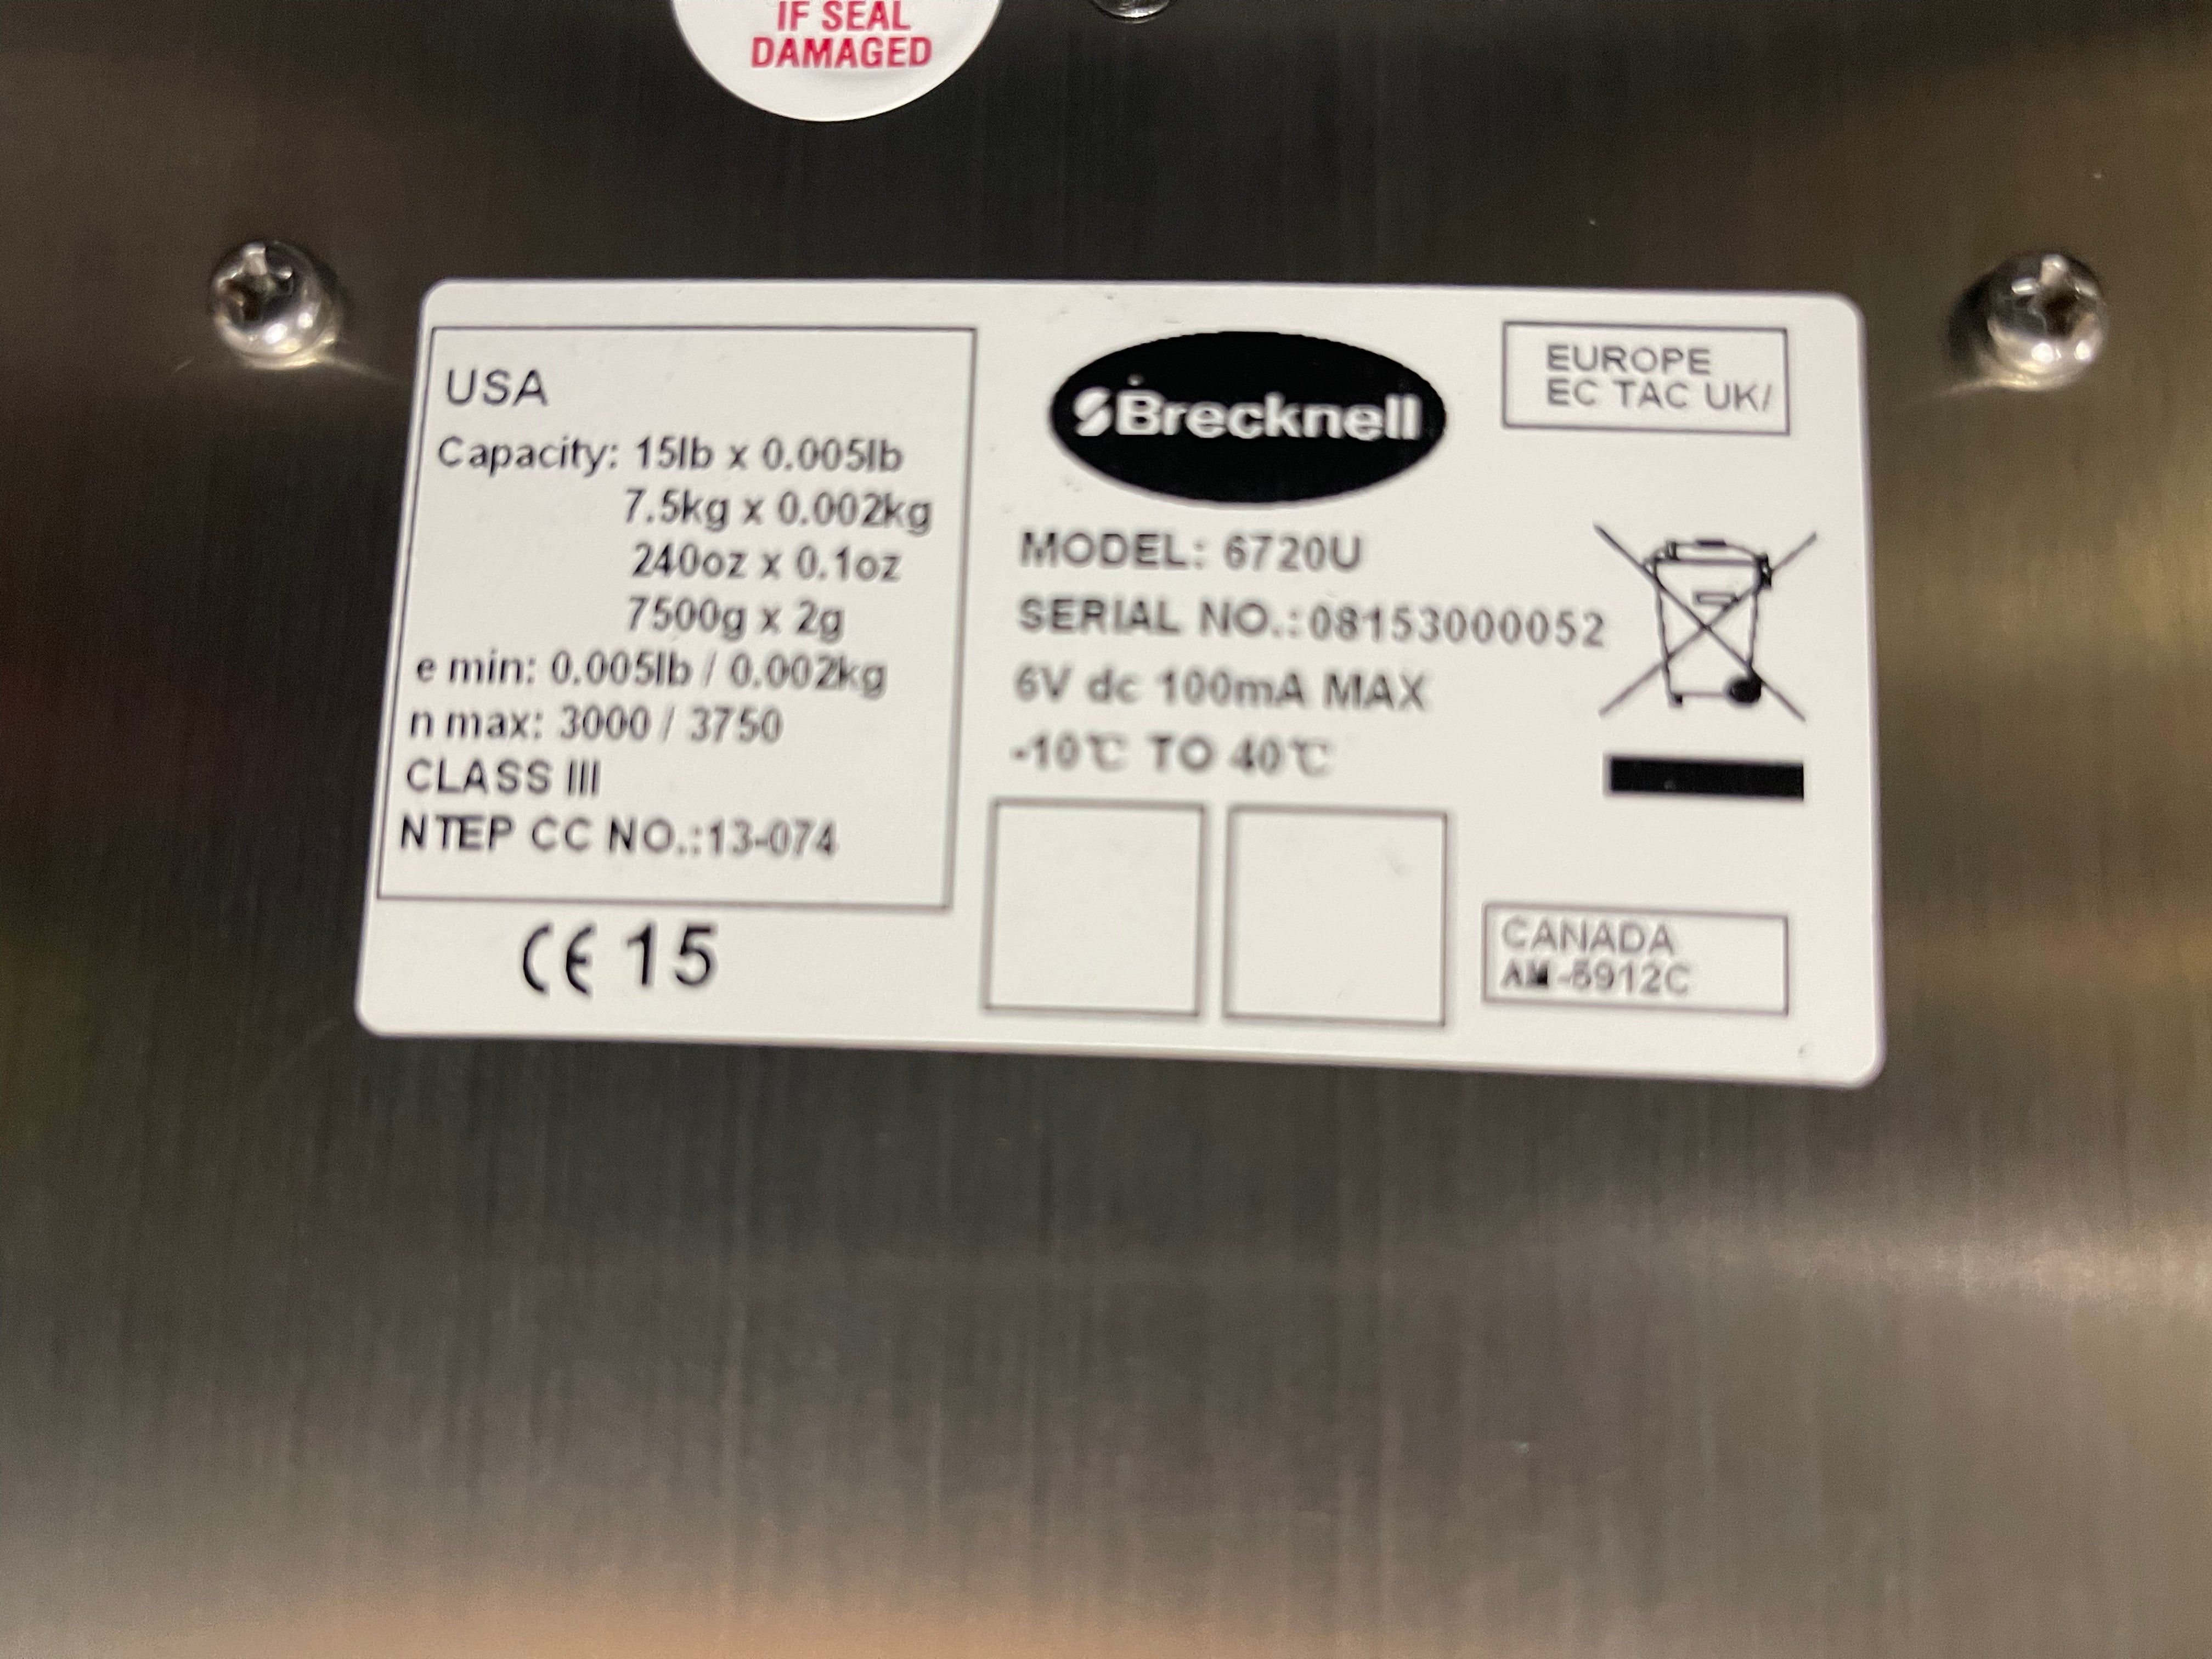 IF SEAL
DAMAGED
USA
Capacity: 15lb x 0.005lb
7.5kg x 0.002kg
240oz x 0.1oz
7500g x 2g
e min: 0.005lb / 0.002kg
n max: 3000 / 3750
CLASS III
NTEP CC NO.:13-074
CE 15
Brecknell
MODEL: 6720U
SERIAL NO.:08153000052
6V dc 100mA MAX
-10℃ TO 40℃
EUROPE
EC TAC UK/
CANADA
AM-5912C